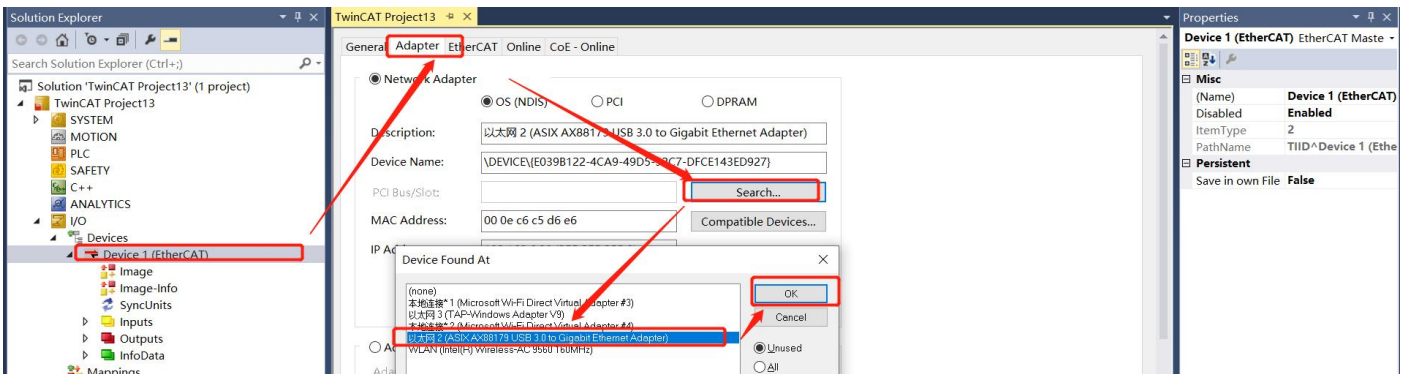 Solution Explorer
Search Solution Explorer (Ctrl+;)
Solution 'TwinCAT Project13' (1 project)
TwinCAT Project13
SYSTEM
MOTION
PLC
SAFETY
C++
ANALYTICS
I/O
Devices
Device 1 (EtherCAT)
Image
Image-Info
SyncUnits
Inputs
Outputs
InfoData
Mappings
TwinCAT Project13
General Adapter EtherCAT Online CoE - Online
Network Adapter
OS (NDIS) PCI DPRAM
Description: 以太网 2 (ASIX AX88179 USB 3.0 to Gigabit Ethernet Adapter)
Device Name: \DEVICE\{E039B122-4CA9-49D5-
C7-DFCE143ED927}
PCI Bus/Slot: Search...
MAC Address: 00 0e c6 c5 d6 e6 Compatible Devices...
IP
Device Found At
(none)
本地连接* 1 (Microsoft Wi-Fi Direct Virtual Adapter #3)
以太网 3 (TAP-Windows Adapter V9)
本地连接* 2 (Microsoft Wi-Fi Direct Virtual Adapter #4)
以太网 2 (ASIX AX88179 USB 3.0 to Gigabit Ethernet Adapter)
WLAN (Intel(R) Wireless-AC 9560 160MHz)
OK
Cancel
Unused
All
Properties
Device 1 (EtherCAT) EtherCAT Maste
Misc
(Name) Device 1 (EtherCAT)
Disabled Enabled
ItemType 2
PathName TIID^Device 1 (Ethe
Persistent
Save in own File False